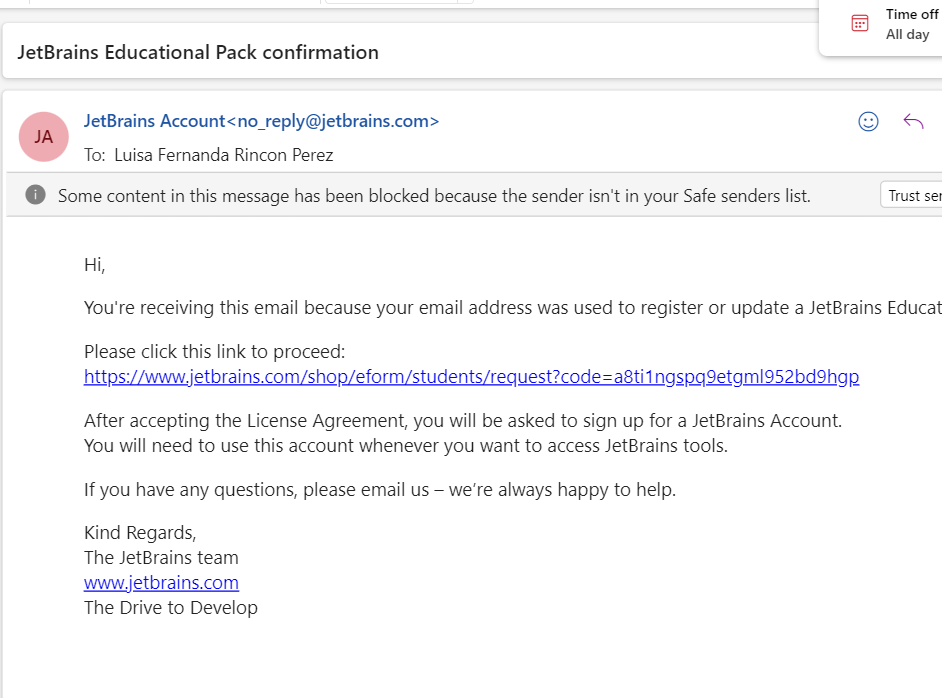 Time off
All day
JetBrains Educational Pack confirmation
JA
JetBrains Account<no_reply@jetbrains.com>
To: Luisa Fernanda Rincon Perez
Some content in this message has been blocked because the sender isn't in your Safe senders list.
Trust
Hi,
You're receiving this email because your email address was used to register or update a JetBrains
Please click this link to proceed:
https://www.jetbrains.com/shop/eform/students/request?code=a8ti1ngspq9etgml952bd9hgp
After accepting the License Agreement, you will be asked to sign up for a JetBrains Account.
You will need to use this account whenever you want to access JetBrains tools.
If you have any questions, please email us – we’re always happy to help.
Kind Regards,
The JetBrains team
www.jetbrains.com
The Drive to Develop